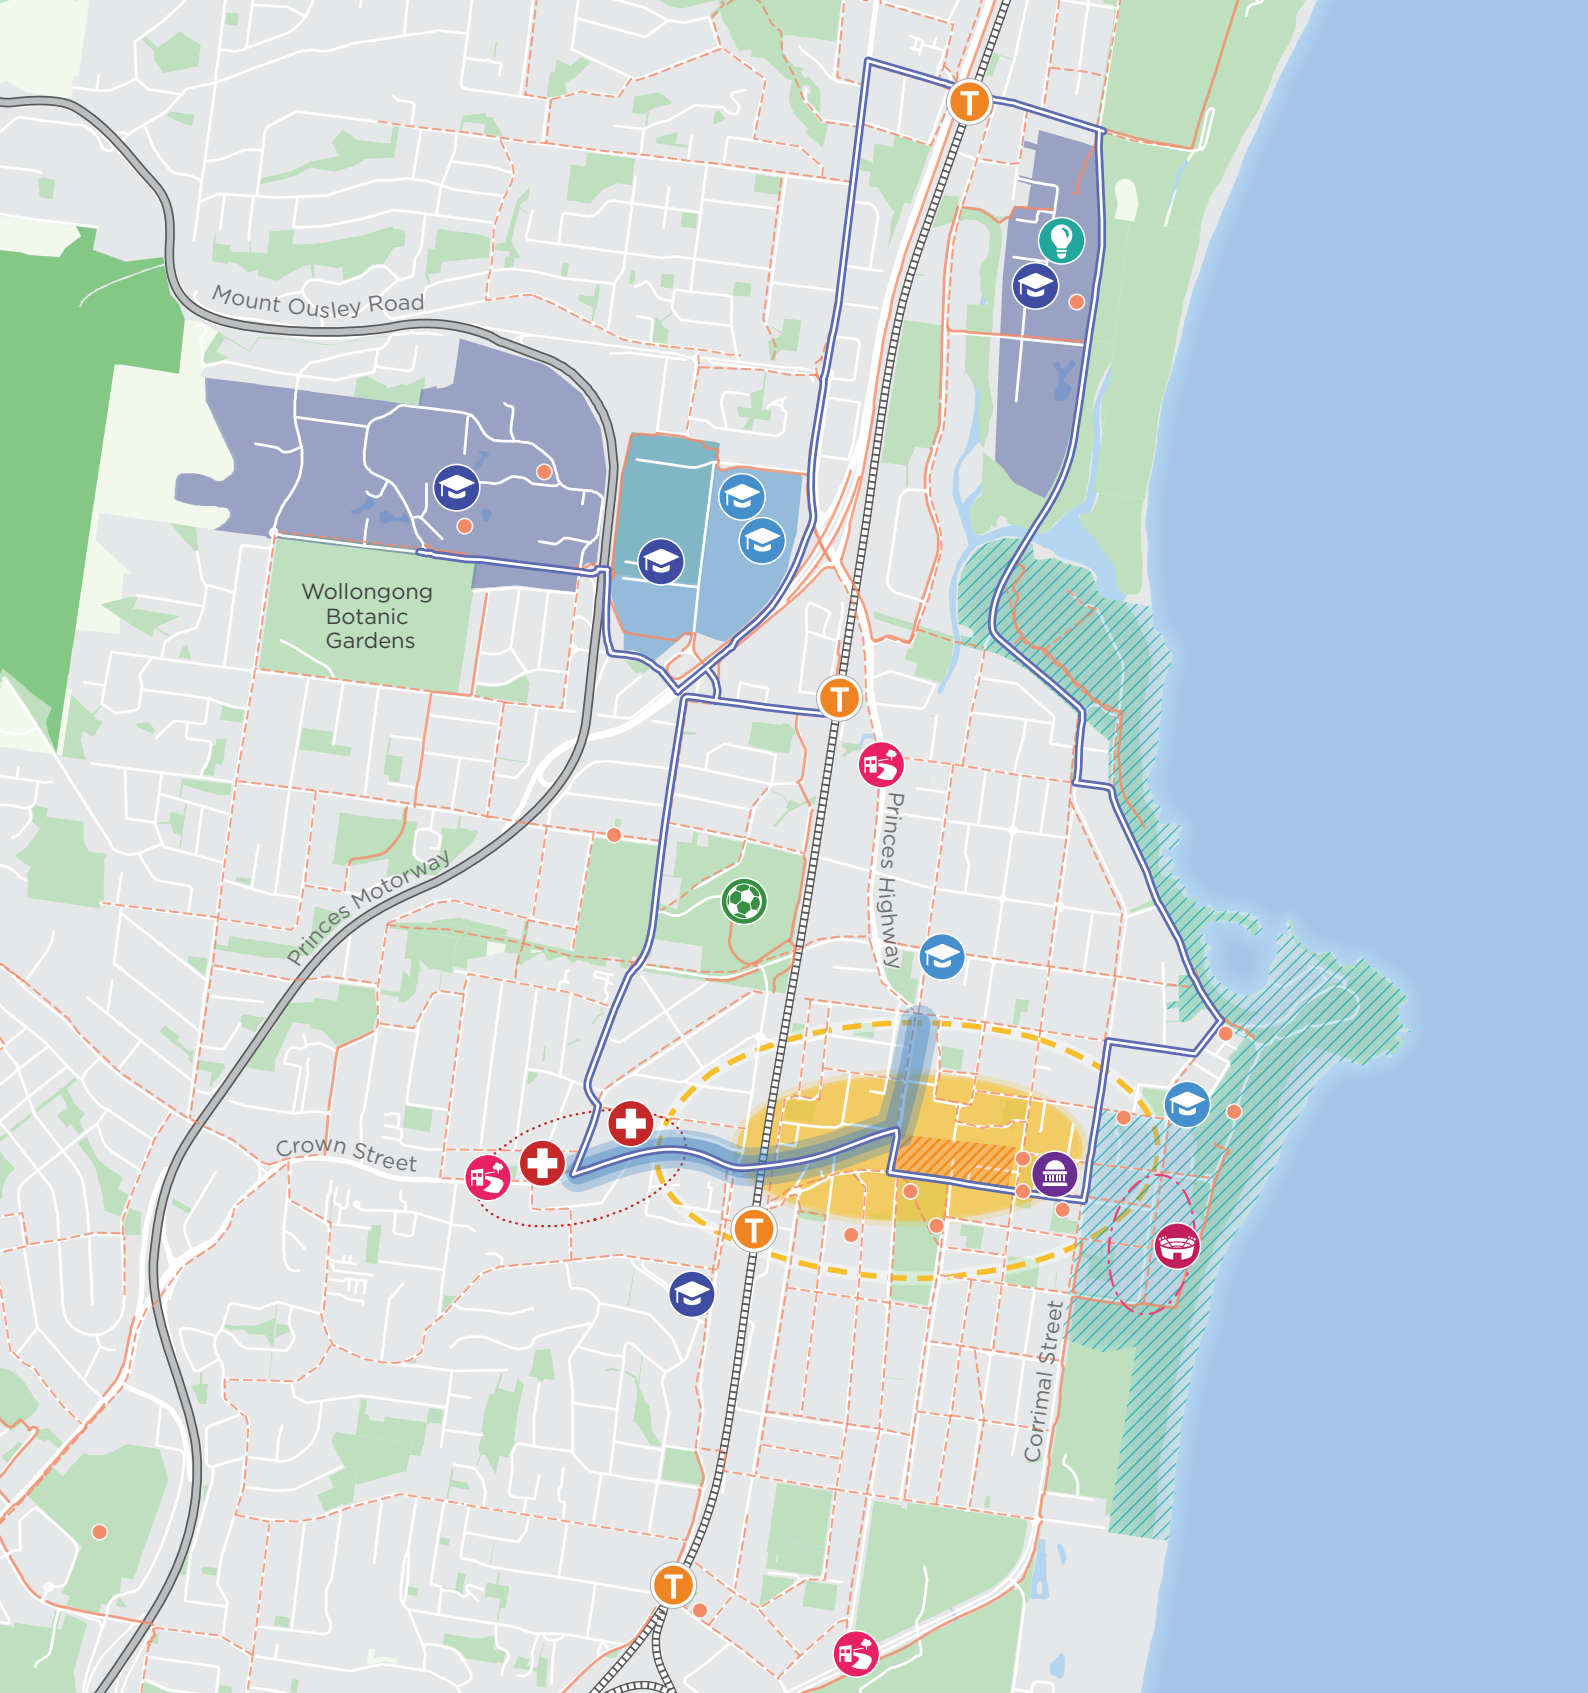 T
Mount Ousley Road
Wollongong
Botanic
Gardens
T
Princes Highway
Princes Motorway
Crown Street
T
Corrimal Street
T